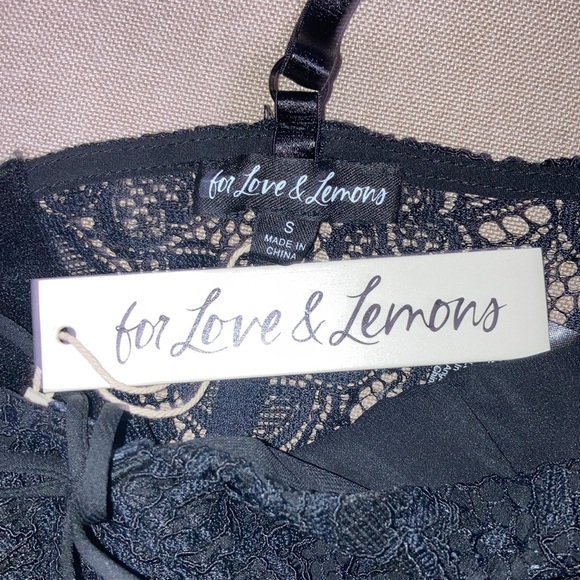 for Love & Lemons
S
MADE IN
CHINA
for Love & Lemons